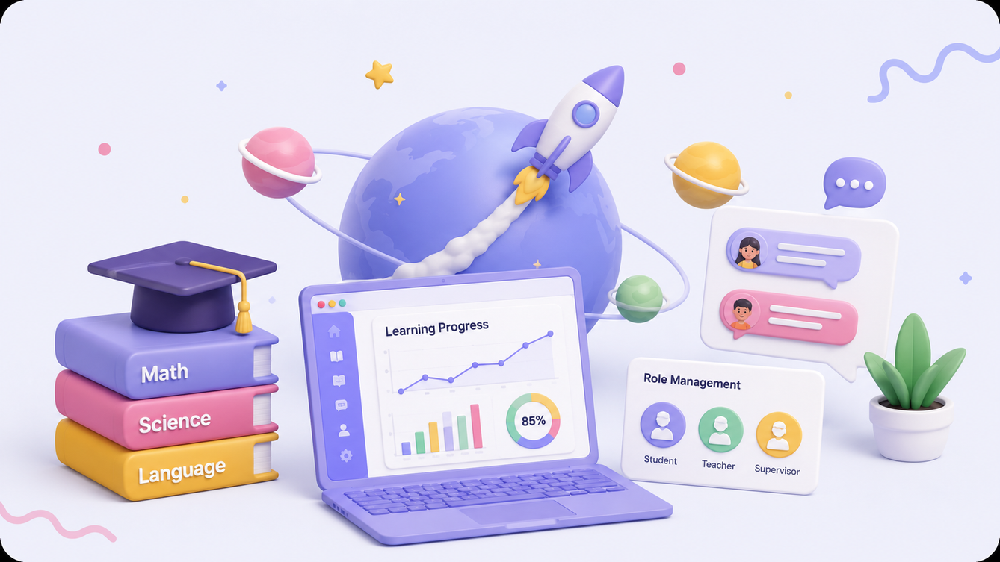 Math
Science
Language
Learning Progress
85%
Role Management
Student
Teacher
Supervisor